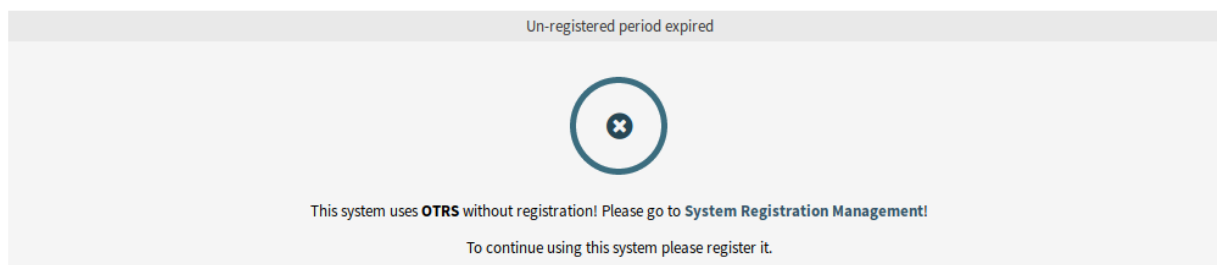 Un-registered period expired
This system uses OTRS without registration! Please go to System Registration Management!
To continue using this system please register it.